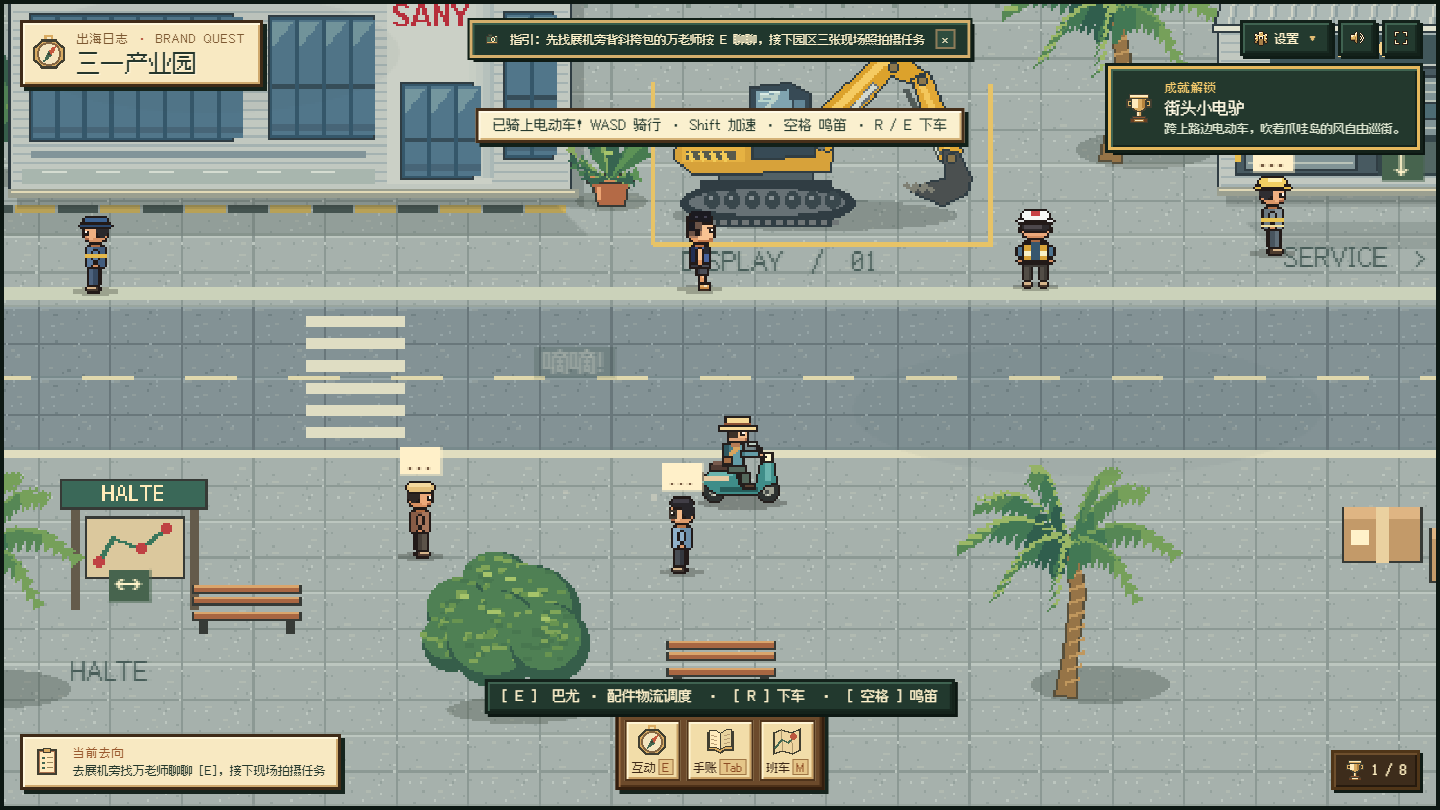 SANY
出海日志 · BRAND QUEST
三一产业园
指引: 先找展机旁背斜挎包的万老师按 E 聊聊, 接下园区三张现场照拍摄任务 ×
设置 ▼
成就解锁
街头小电驴
跨上路边电动车, 吹着爪哇岛的风自由巡街。
已骑上电动车! WASD 骑行 · Shift 加速 · 空格 鸣笛 · R / E 下车
...
DISPLAY / 01
SERVICE >
嘀嘀!
...
...
HALTE
HALTE
[ E ] 巴尤 · 配件物流调度 · [ R ] 下车 · [ 空格 ] 鸣笛
当前去向
去展机旁找万老师聊聊 [E], 接下现场拍摄任务
互动 E
手账 Tab
班车 M
1 / 8